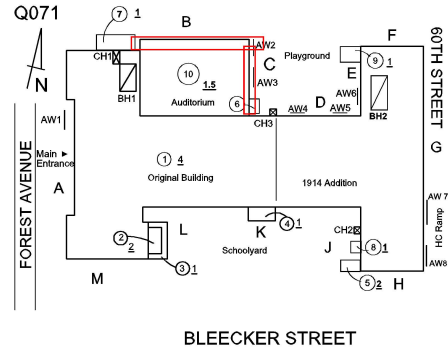 Q071
7 1
B
F
60TH STREET
N
CH1
AW2
C
Playground
9 1
E
10 1.5
AW3
BH1
Auditorium
6
AW6
BH2
D
AW4
AW5
CH3
AW1
G
Main
Entrance
1 4
A
Original Building
1914 Addition
FOREST AVENUE
AW 7
HC Ramp
AW8
L
K
4 1
CH2
2
2
Schoolyard
J
8 1
3 1
M
5 2
H
BLEECKER STREET